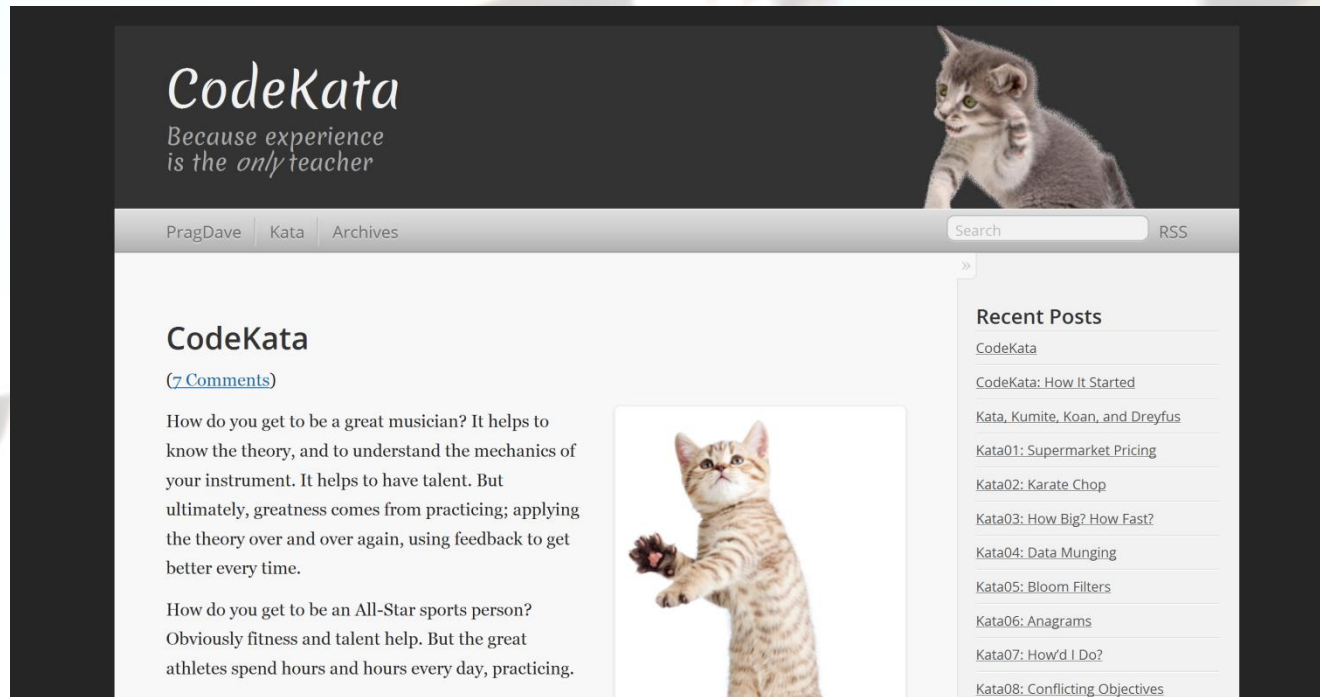 CodeKata
Because experience
is the only teacher
PragDave
Kata
Archives
Search
RSS
»
CodeKata
(7 Comments)
How do you get to be a great musician? It helps to
know the theory, and to understand the mechanics of
your instrument. It helps to have talent. But
ultimately, greatness comes from practicing; applying
the theory over and over again, using feedback to get
better every time.
How do you get to be an All-Star sports person?
Obviously fitness and talent help. But the great
athletes spend hours and hours every day, practicing.
Recent Posts
CodeKata
CodeKata: How It Started
Kata, Kumite, Koan, and Dreyfus
Kata01: Supermarket Pricing
Kata02: Karate Chop
Kata03: How Big? How Fast?
Kata04: Data Munging
Kata05: Bloom Filters
Kata06: Anagrams
Kata07: How'd I Do?
Kata08: Conflicting Objectives